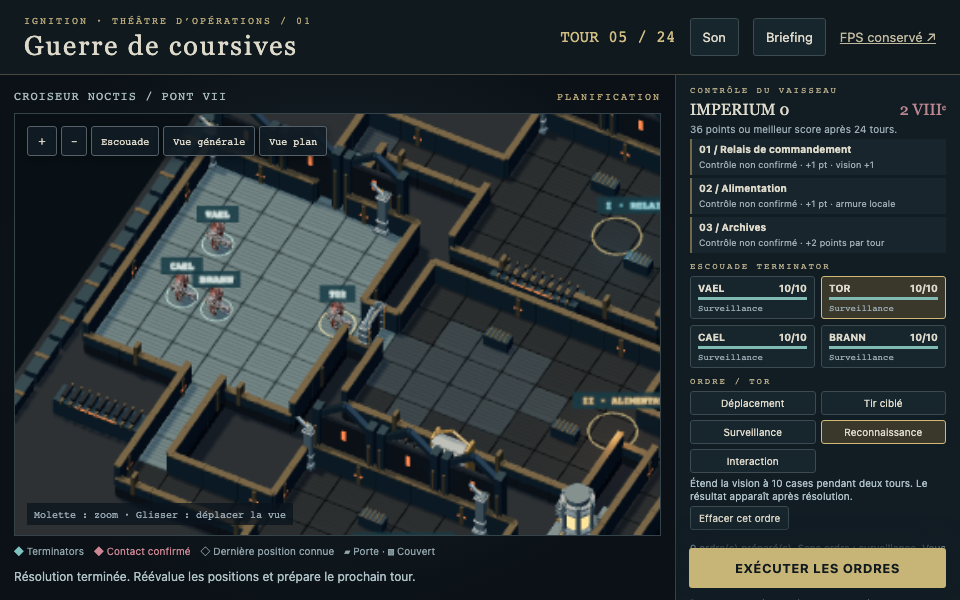 IGNITION · THÉÂTRE D'OPÉRATIONS / 01
Guerre de coursives
TOUR 05 / 24
Son
Briefing
FPS conservé ↗
CROISEUR NOCTIS / PONT VII
PLANIFICATION
+
−
Escouade
Vue générale
Vue plan
VAEL
CAEL
BRANN
TOR
I - RELAI
II - ALIMENTA
Molette : zoom · Glisser : déplacer la vue
Terminators
Contact confirmé
Dernière position connue
Porte · Couvert
Résolution terminée. Réévalue les positions et prépare le prochain tour.
CONTRÔLE DU VAISSEAU
IMPERIUM 0
2 VIIIᵉ
36 points ou meilleur score après 24 tours.
01 / Relais de commandement
Contrôle non confirmé · +1 pt · vision +1
02 / Alimentation
Contrôle non confirmé · +1 pt · armure locale
03 / Archives
Contrôle non confirmé · +2 points par tour
ESCOUADE TERMINATOR
VAEL 10/10
Surveillance
TOR 10/10
Surveillance
CAEL 10/10
Surveillance
BRANN 10/10
Surveillance
ORDRE / TOR
Déplacement
Tir ciblé
Surveillance
Reconnaissance
Interaction
Étend la vision à 10 cases pendant deux tours. Le
résultat apparaît après résolution.
Effacer cet ordre
EXÉCUTER LES ORDRES